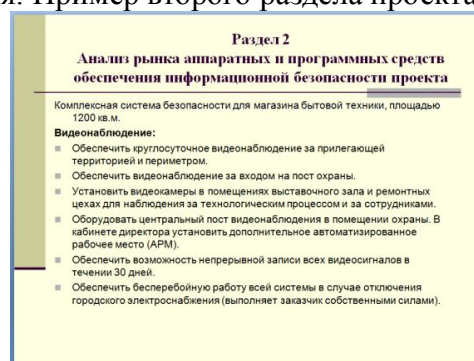 Пример второго раздела проекта
Раздел 2
Анализ рынка аппаратных и программных средств
обеспечения информационной безопасности проекта
Комплексная система безопасности для магазина бытовой техники, площадью
1200 кв.м.
Видеонаблюдение:
Обеспечить круглосуточное видеонаблюдение за прилегающей
территорией и периметром.
Обеспечить видеонаблюдение за входом на пост охраны.
Установить видеокамеры в помещениях выставочного зала и ремонтных
цехах для наблюдения за технологическим процессом и за сотрудниками.
Оборудовать центральный пост видеонаблюдения в помещении охраны. В
кабинете директора установить дополнительное автоматизированное
рабочее место (АРМ).
Обеспечить возможность непрерывной записи всех видеосигналов в
течении 30 дней.
Обеспечить бесперебойную работу всей системы в случае отключения
городского электроснабжения (выполняет заказчик собственными силами).